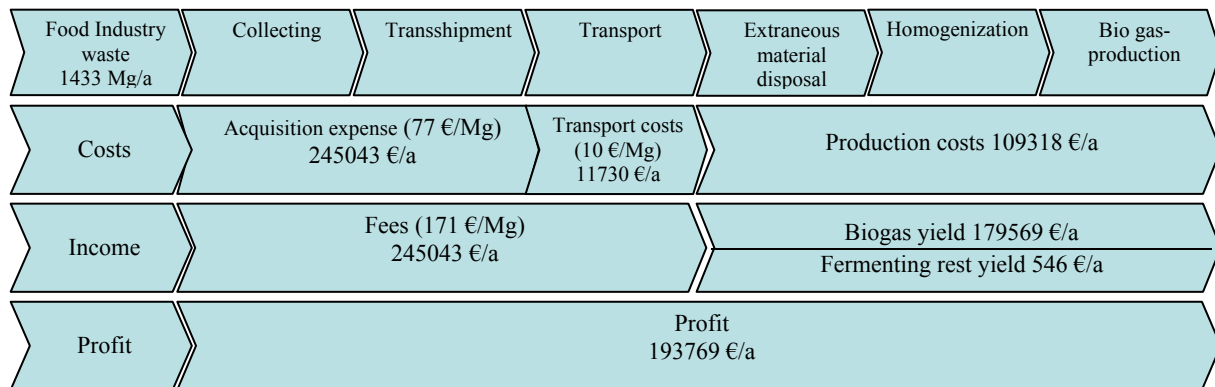 Food Industry
waste
1433 Mg/a
Collecting
Transshipment
Transport
Extraneous
material
disposal
Homogenization
Bio gas-
production
Costs
Acquisition expense (77 €/Mg)
245043 €/a
Transport costs
(10 €/Mg)
11730 €/a
Production costs 109318 €/a
Income
Fees (171 €/Mg)
245043 €/a
Biogas yield 179569 €/a
Fermenting rest yield 546 €/a
Profit
Profit
193769 €/a